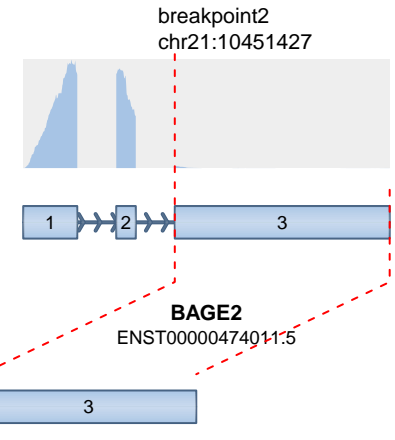 breakpoint2
chr21:10451427
1
2
3
BAGE2
ENST00000474011.5
3